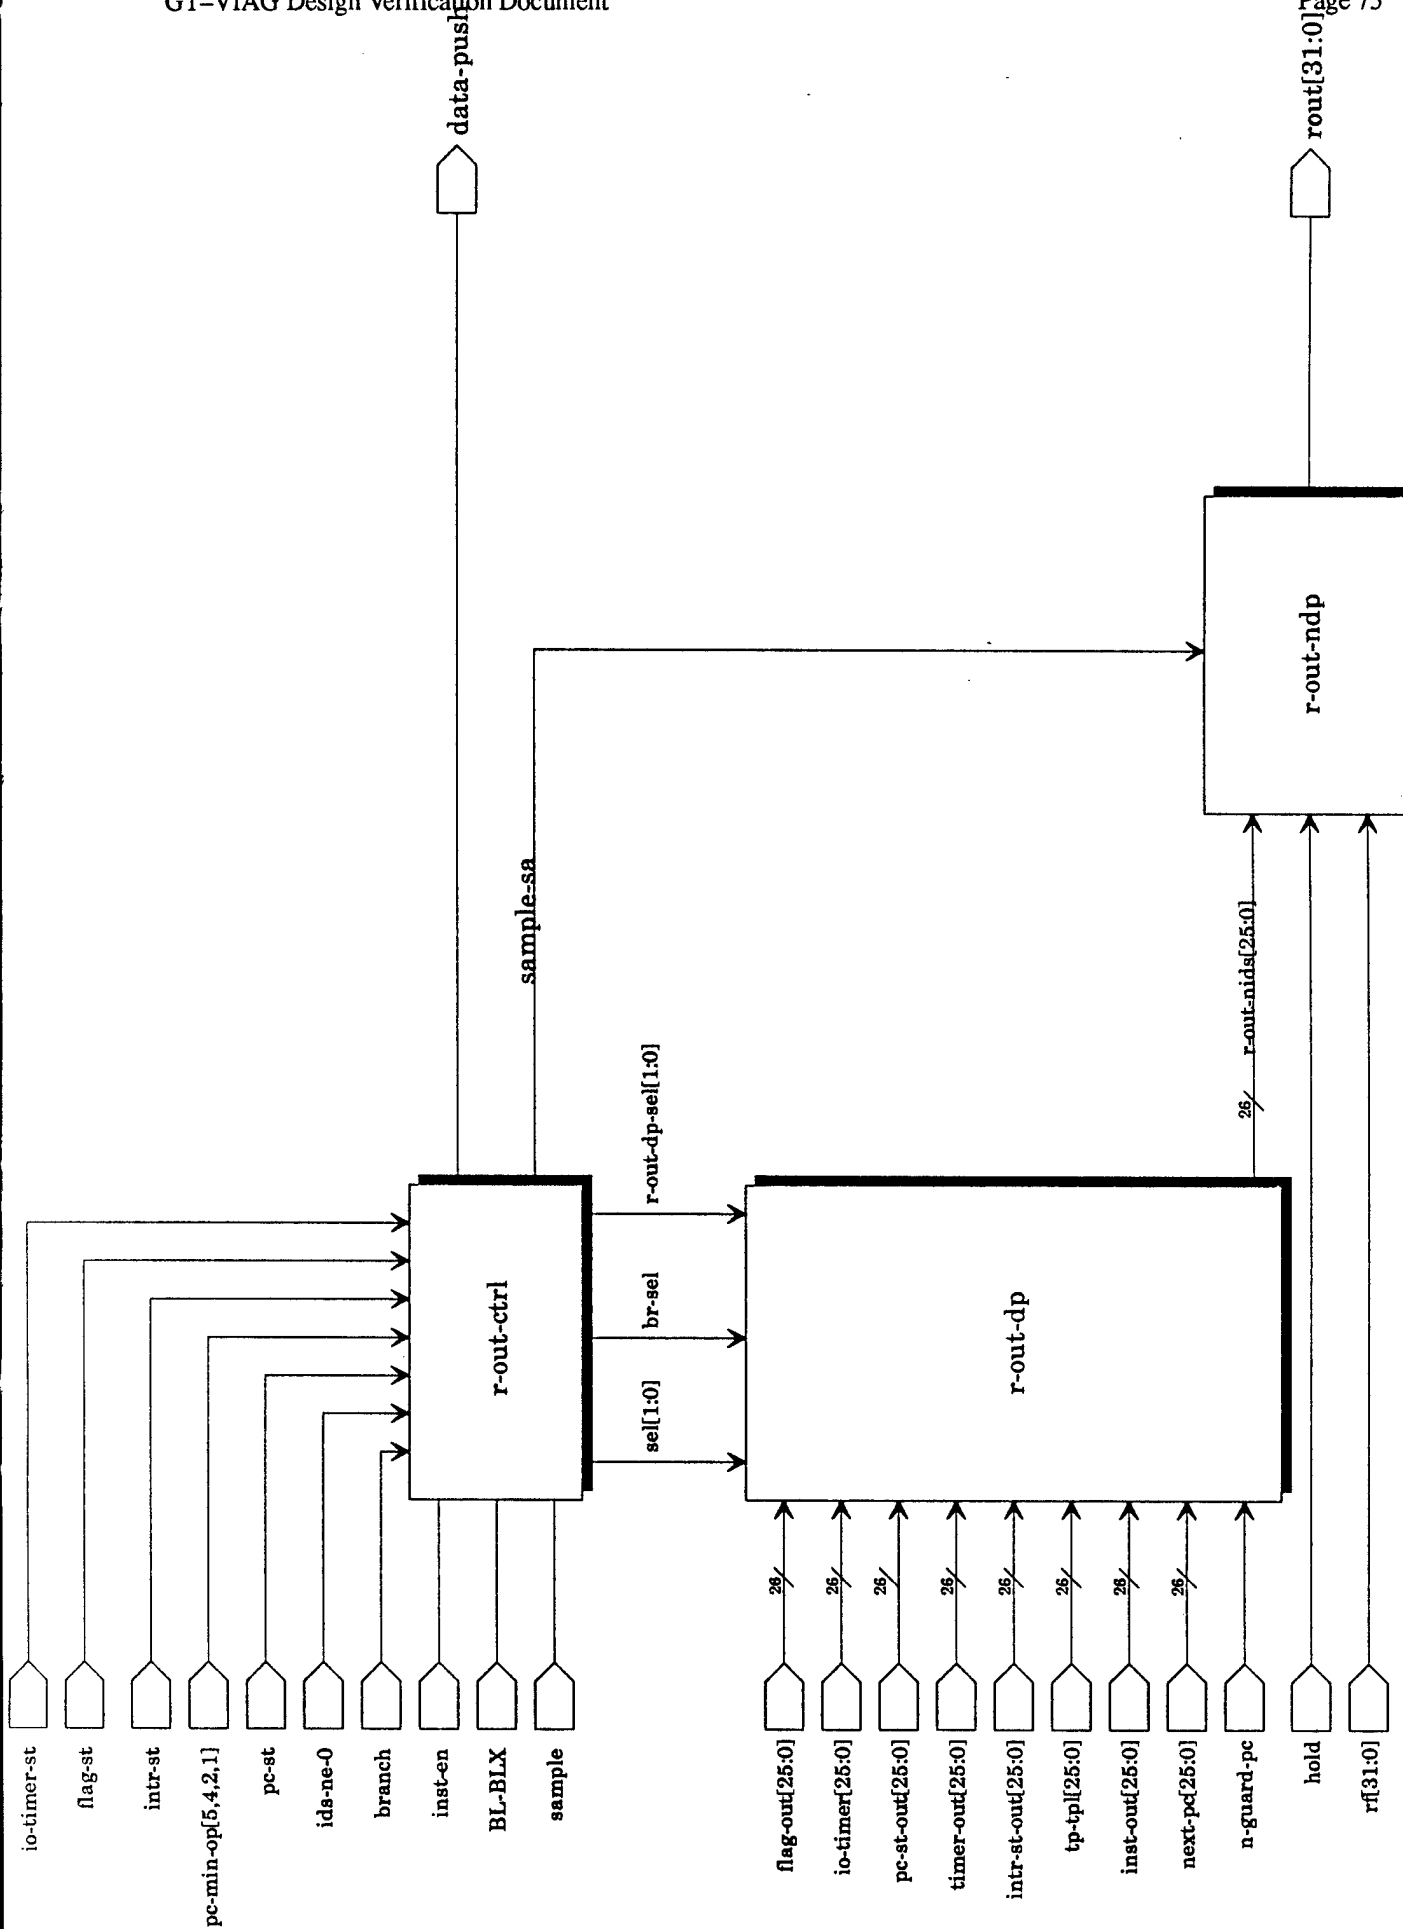 GT-VIAG Design Verification Document
Page 75
data-push
rout[31:0]
r-out-ndp
sample-sa
r-out-nids[25:0]
26
r-out-dp-sel[1:0]
br-sel
sel[1:0]
r-out-ctrl
r-out-dp
26
26
26
26
26
26
26
26
io-timer-st
flag-st
intr-st
pc-min-op[5,4,2,1]
pc-st
ids-ne-0
branch
inst-en
BL-BLX
sample
flag-out[25:0]
io-timer[25:0]
pc-st-out[25:0]
timer-out[25:0]
intr-st-out[25:0]
tp-tpl[25:0]
inst-out[25:0]
next-pc[25:0]
n-guard-pc
hold
rf[31:0]